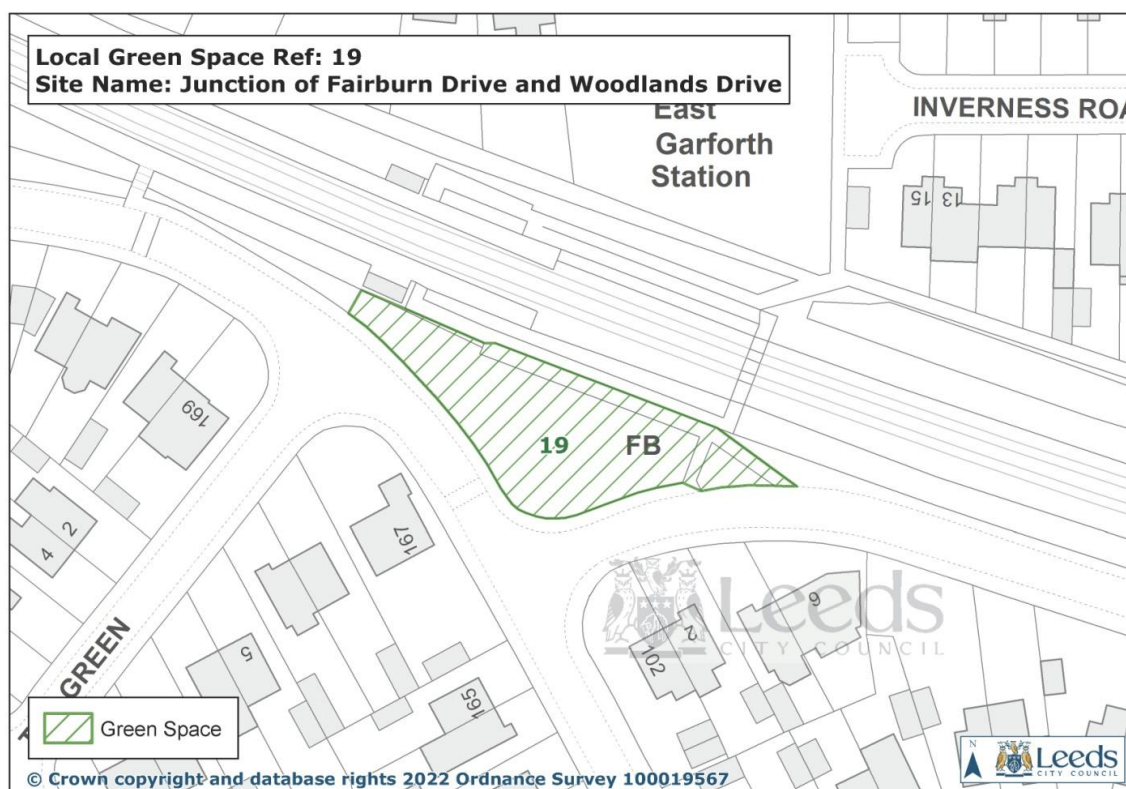 Local Green Space Ref: 19
Site Name: Junction of Fairburn Drive and Woodlands Drive
East
Garforth
Station
INVERNESS ROA
15
13
169
19
FB
2
4
167
GREEN
5
165
102
2
6
Leeds
CITY COUNCIL
Green Space
N
Leeds
CITY COUNCIL
© Crown copyright and database rights 2022 Ordnance Survey 100019567